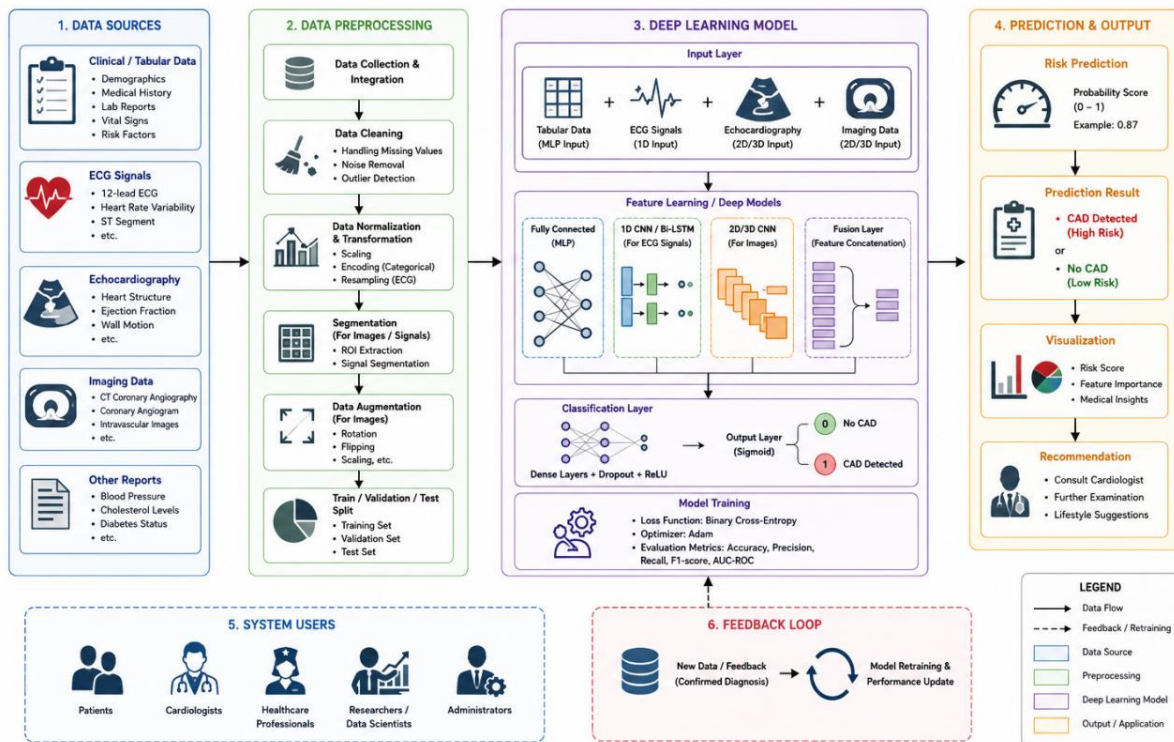 1. DATA SOURCES
Clinical / Tabular Data
• Demographics
• Medical History
• Lab Reports
• Vital Signs
• Risk Factors
ECG Signals
• 12-lead ECG
• Heart Rate Variability
• ST Segment
• etc.
Echocardiography
• Heart Structure
• Ejection Fraction
• Wall Motion
• etc.
Imaging Data
• CT Coronary Angiography
• Coronary Angiogram
• Intravascular Images
• etc.
Other Reports
• Blood Pressure
• Cholesterol Levels
• Diabetes Status
• etc.
2. DATA PREPROCESSING
Data Collection &
Integration
Data Cleaning
• Handling Missing Values
• Noise Removal
• Outlier Detection
Data Normalization
& Transformation
• Scaling
• Encoding (Categorical)
• Resampling (ECG)
Segmentation
(For Images / Signals)
• ROI Extraction
• Signal Segmentation
Data Augmentation
(For Images)
• Rotation
• Flipping
• Scaling, etc.
Train / Validation / Test
Split
• Training Set
• Validation Set
• Test Set
3. DEEP LEARNING MODEL
Input Layer
+ + +
Tabular Data
(MLP Input)
ECG Signals
(1D Input)
Echocardiography
(2D/3D Input)
Imaging Data
(2D/3D Input)
Feature Learning / Deep Models
Fully Connected
(MLP)
1D CNN / Bi-LSTM
(For ECG Signals)
2D/3D CNN
(For Images)
Fusion Layer
(Feature Concatenation)
Classification Layer
Dense Layers + Dropout + ReLU
Output Layer
(Sigmoid)
0 No CAD
1 CAD Detected
Model Training
• Loss Function: Binary Cross-Entropy
• Optimizer: Adam
• Evaluation Metrics: Accuracy, Precision,
Recall, F1-score, AUC-ROC
4. PREDICTION & OUTPUT
Risk Prediction
Probability Score
(0 – 1)
Example: 0.87
Prediction Result
• CAD Detected
(High Risk)
or
• No CAD
(Low Risk)
Visualization
• Risk Score
• Feature Importance
• Medical Insights
Recommendation
• Consult Cardiologist
• Further Examination
• Lifestyle Suggestions
5. SYSTEM USERS
Patients
Cardiologists
Healthcare
Professionals
Researchers /
Data Scientists
Administrators
6. FEEDBACK LOOP
New Data / Feedback
(Confirmed Diagnosis)
Model Retraining &
Performance Update
LEGEND
Data Flow
Feedback / Retraining
Data Source
Preprocessing
Deep Learning Model
Output / Application